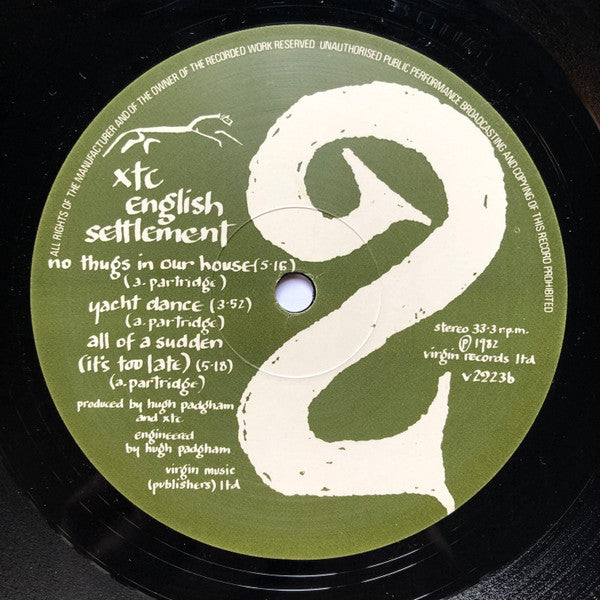 ALL RIGHTS OF THE MANUFACTURER AND OF THE OWNER OF THE RECORDED WORK RESERVED UNAUTHORISED PUBLIC PERFORMANCE BROADCASTING AND COPYING OF THIS RECORD PROHIBITED
xtc
english
settlement
no thugs in our house (5·16)
(a. partridge)
yacht dance (3·52)
(a. partridge)
all of a sudden
(it's too late) (5·18)
(a. partridge)
produced by hugh padgham
and xtc
engineered
by hugh padgham
virgin music
(publishers) ltd
2
stereo 33·3 r.p.m.
℗ 1982
virgin records ltd
v2223b